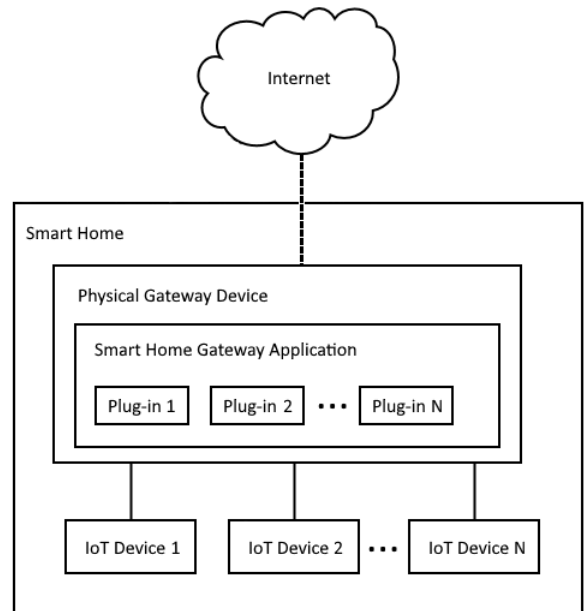 Internet
Smart Home
Physical Gateway Device
Smart Home Gateway Application
Plug-in 1 Plug-in 2 ••• Plug-in N
IoT Device 1 IoT Device 2 ••• IoT Device N